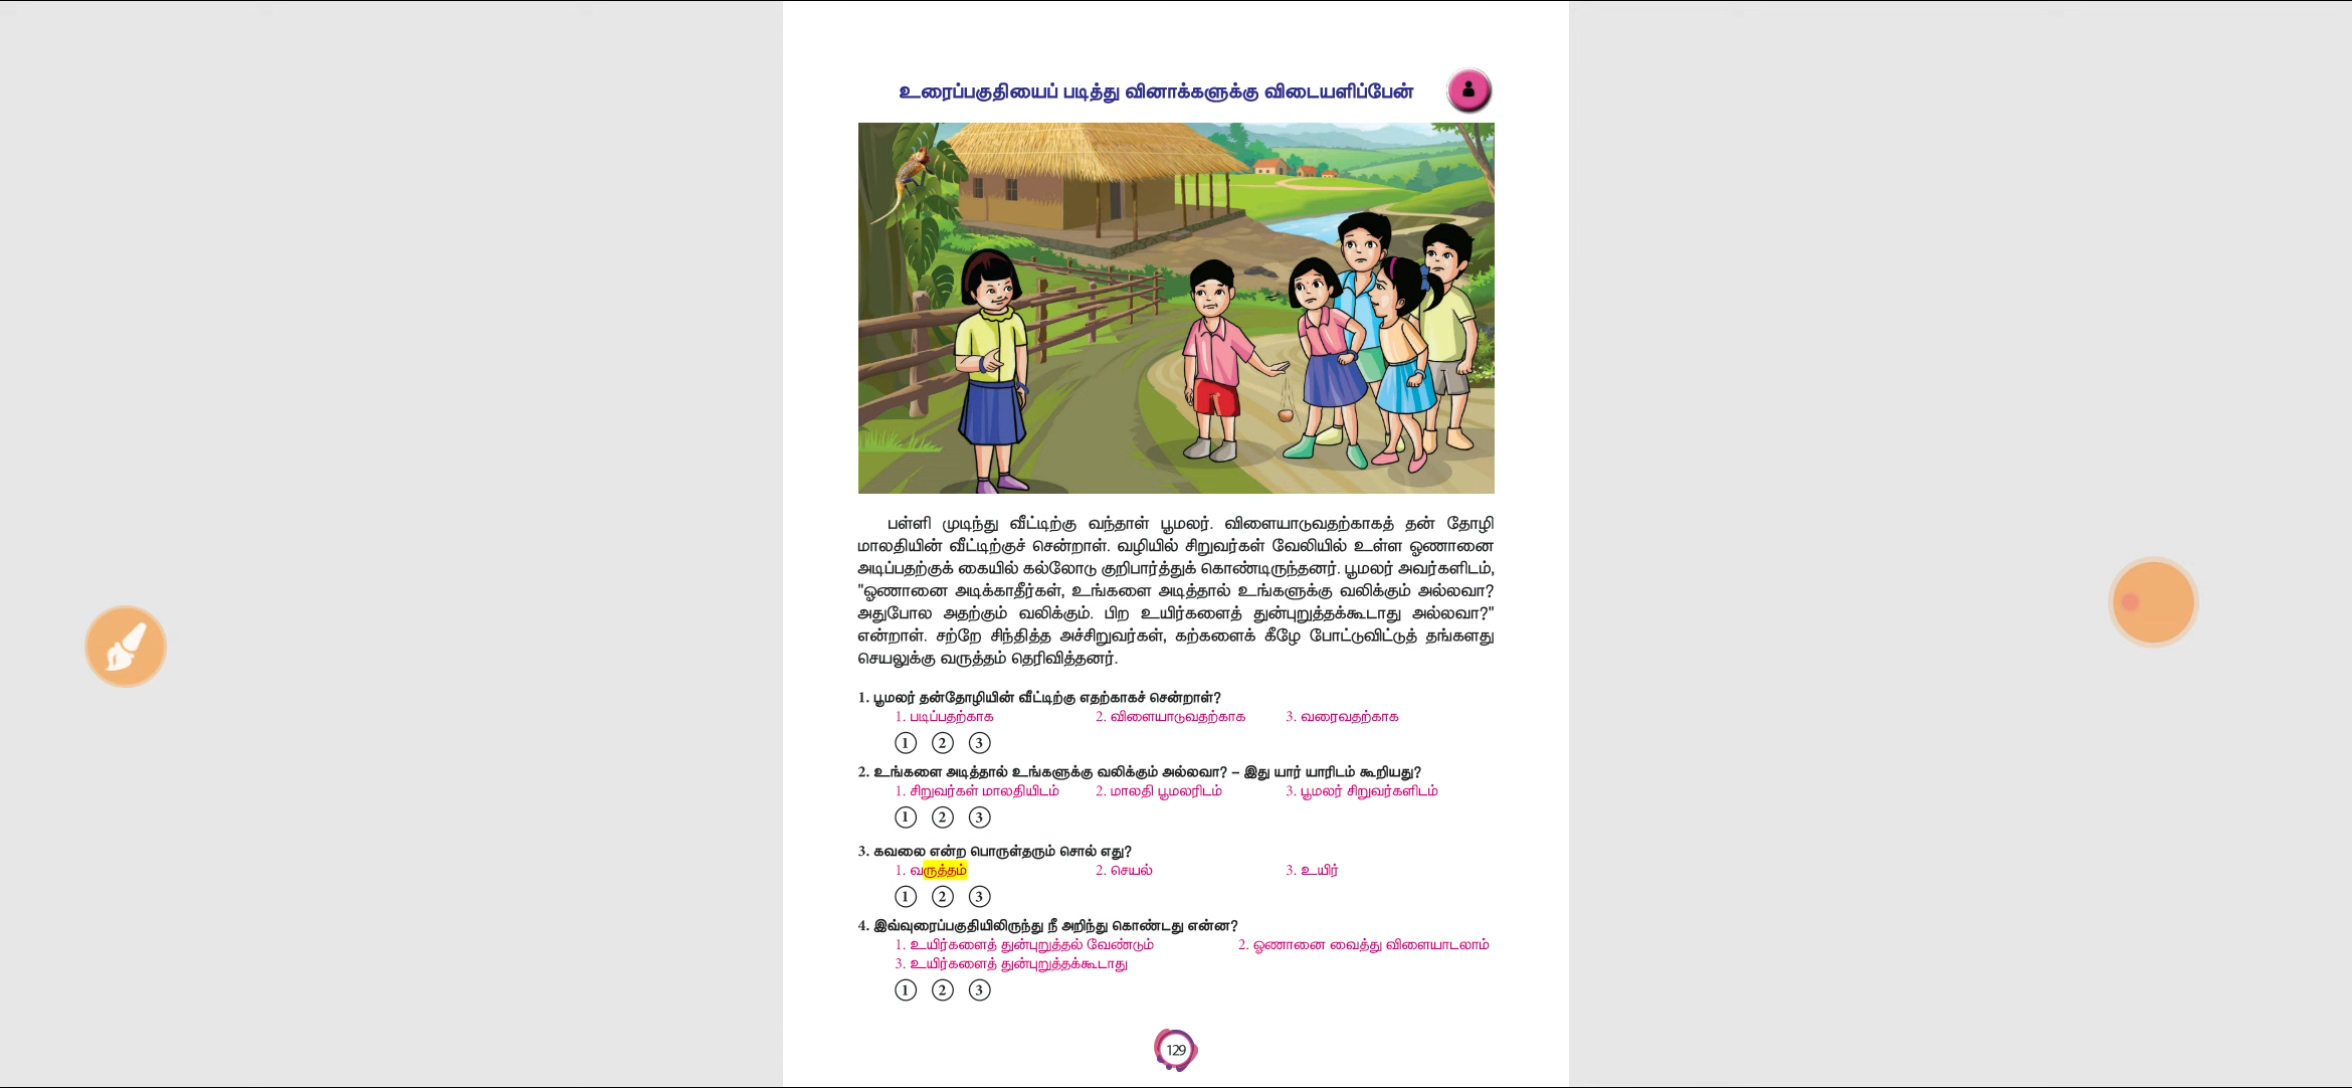 உரைப்பகுதியைப் படித்து வினாக்களுக்கு விடையளிப்பேன்
பள்ளி முடிந்து வீட்டிற்கு வந்தாள் பூமலர். விளையாடுவதற்காகத் தன் தோழி
மாலதியின் வீட்டிற்குச் சென்றாள். வழியில் சிறுவர்கள் வேலியில் உள்ள ஓணானை
அடிப்பதற்குக் கையில் கல்லோடு குறிபார்த்துக் கொண்டிருந்தனர். பூமலர் அவர்களிடம்,
"ஓணானை அடிக்காதீர்கள், உங்களை அடித்தால் உங்களுக்கு வலிக்கும் அல்லவா?
அதுபோல அதற்கும் வலிக்கும். பிற உயிர்களைத் துன்புறுத்தக்கூடாது அல்லவா?"
என்றாள். சற்றே சிந்தித்த அச்சிறுவர்கள், கற்களைக் கீழே போட்டுவிட்டுத் தங்களது
செயலுக்கு வருத்தம் தெரிவித்தனர்.
1. பூமலர் தன்தோழியின் வீட்டிற்கு எதற்காகச் சென்றாள்?
1. படிப்பதற்காக 2. விளையாடுவதற்காக 3. வரைவதற்காக
1 2 3
2. உங்களை அடித்தால் உங்களுக்கு வலிக்கும் அல்லவா? – இது யார் யாரிடம் கூறியது?
1. சிறுவர்கள் மாலதியிடம் 2. மாலதி பூமலரிடம் 3. பூமலர் சிறுவர்களிடம்
1 2 3
3. கவலை என்ற பொருள்தரும் சொல் எது?
1. வருத்தம் 2. செயல் 3. உயிர்
1 2 3
4. இவ்வுரைப்பகுதியிலிருந்து நீ அறிந்து கொண்டது என்ன?
1. உயிர்களைத் துன்புறுத்தல் வேண்டும் 2. ஓணானை வைத்து விளையாடலாம்
3. உயிர்களைத் துன்புறுத்தக்கூடாது
1 2 3
129